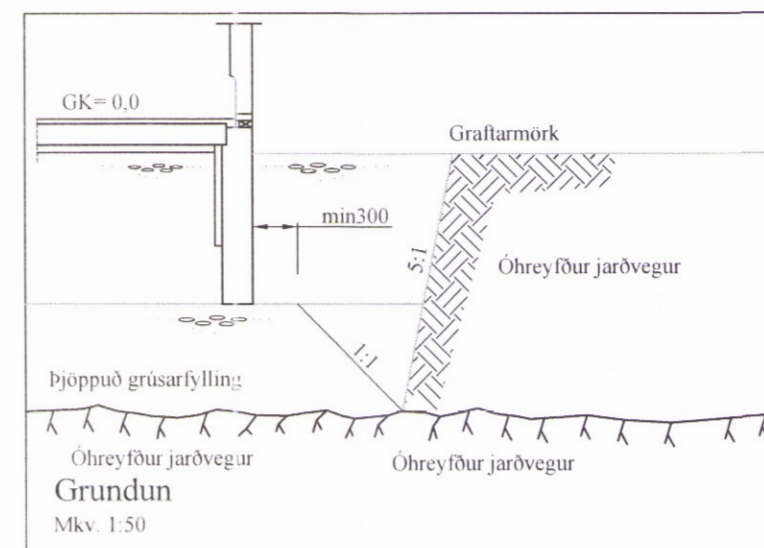 GK= 0,0
Graftarmörk
min300
5:1
Óhreyfður jarðvegur
1:1
Þjöppuð grúsarfylling
Óhreyfður jarðvegur
Óhreyfður jarðvegur
Grundun
Mkv. 1:50